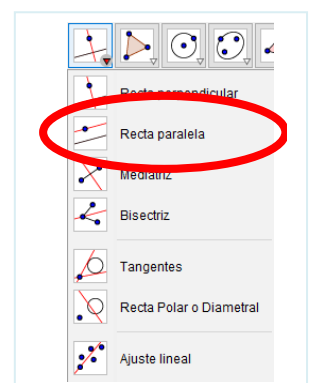 Recta perpendicular
Recta paralela
Mediatriz
Bisectriz
Tangentes
Recta Polar o Diametral
Ajuste lineal